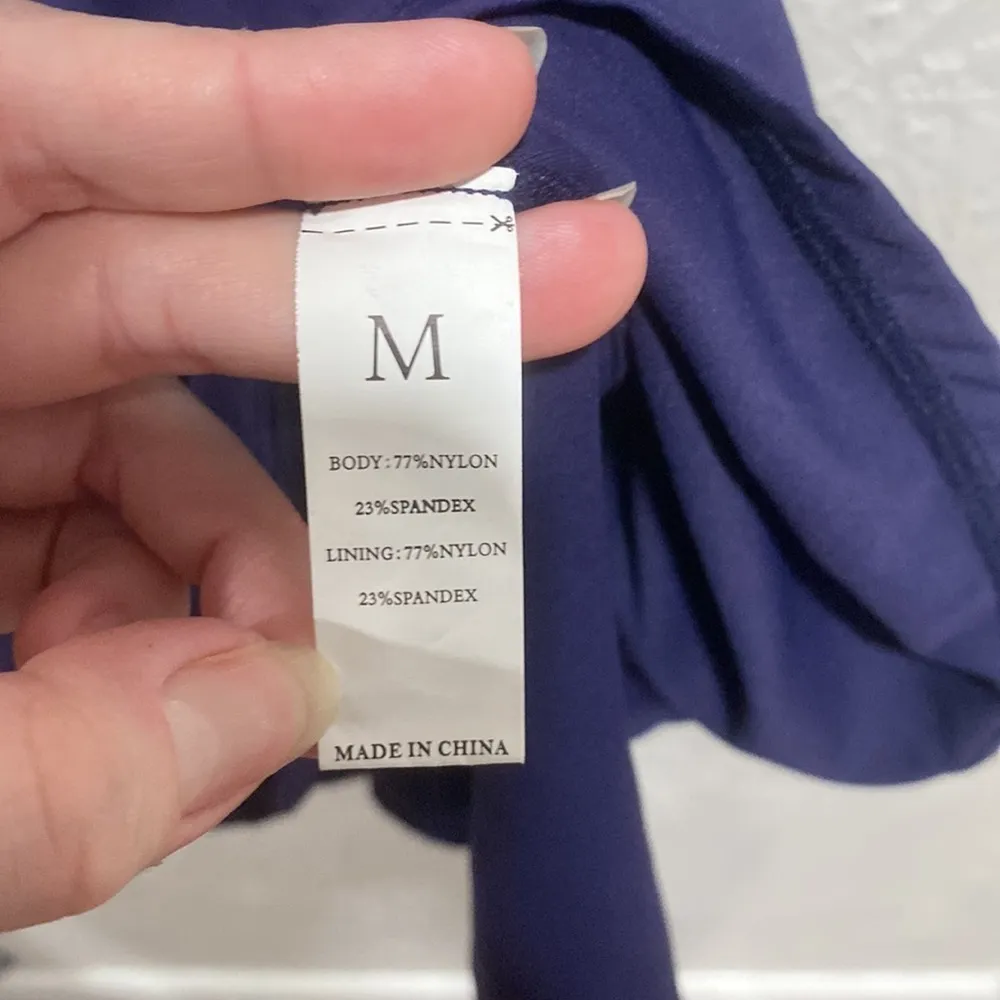 M
BODY:77%NYLON
23%SPANDEX
LINING:77%NYLON
23%SPANDEX
MADE IN CHINA